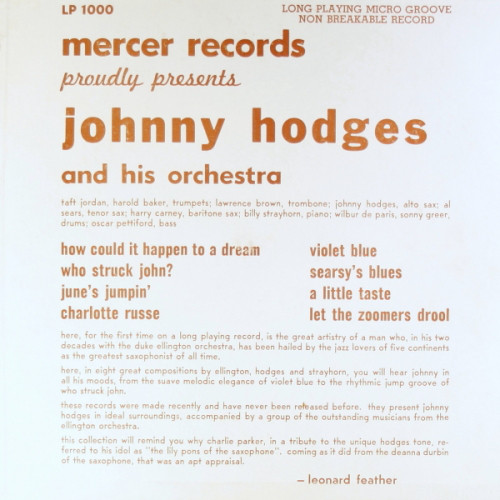 LP 1000
LONG PLAYING MICRO GROOVE
NON BREAKABLE RECORD
mercer records
proudly presents
johnny hodges
and his orchestra
taft jordan, harold baker, trumpets; lawrence brown, trombone; johnny hodges, alto sax; al
sears, tenor sax; harry carney, baritone sax; billy strayhorn, piano; wilbur de paris, sonny greer,
drums; oscar pettiford, bass
how could it happen to a dream
who struck john?
june's jumpin'
charlotte russe
violet blue
searsy's blues
a little taste
let the zoomers drool
here, for the first time on a long playing record, is the great artistry of a man who, in his two
decades with the duke ellington orchestra, has been hailed by the jazz lovers of five continents
as the greatest saxophonist of all time.
here, in eight great compositions by ellington, hodges and strayhorn, you will hear johnny in
all his moods, from the suave melodic elegance of violet blue to the rhythmic jump groove of
who struck john.
these records were made recently and have never been released before. they present johnny
hodges in ideal surroundings, accompanied by a group of the outstanding musicians from the
ellington orchestra.
this collection will remind you why charlie parker, in a tribute to the unique hodges tone, re-
ferred to his idol as "the lily pons of the saxophone". coming as it did from the deanna durbin
of the saxophone, that was an apt appraisal.
—leonard feather